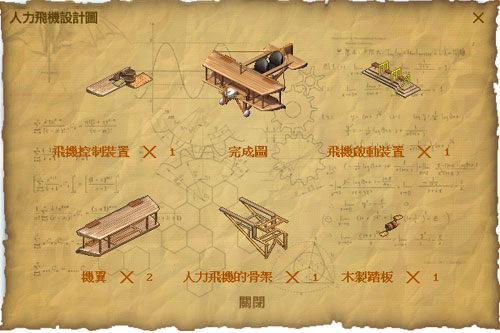 人力飛機設計圖
飛機控制裝置 × 1
完成圖
飛機啟動裝置 × 1
機翼 × 2
人力飛機的骨架 × 1
木製踏板 × 1
關閉